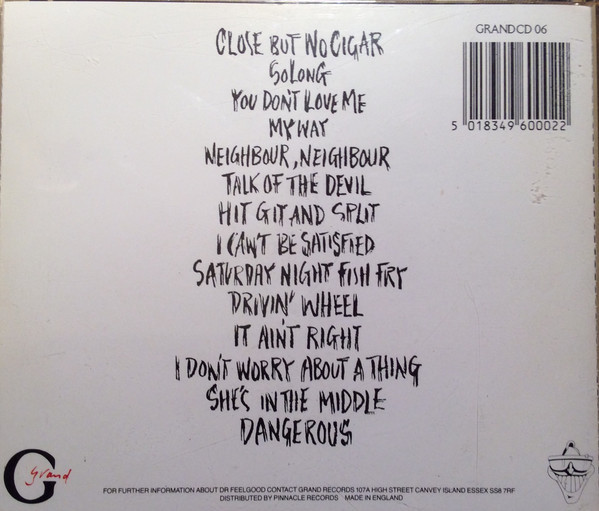 GRANDCD 06
5 018349 600022
CLOSE BUT NO CIGAR
SO LONG
YOU DON'T LOVE ME
MY WAY
NEIGHBOUR, NEIGHBOUR
TALK OF THE DEVIL
HIT GIT AND SPLIT
I CAN'T BE SATISFIED
SATURDAY NIGHT FISH FRY
DRIVIN' WHEEL
IT AIN'T RIGHT
I DON'T WORRY ABOUT A THING
SHE'S IN THE MIDDLE
DANGEROUS
G grand
FOR FURTHER INFORMATION ABOUT DR FEELGOOD CONTACT GRAND RECORDS 107A HIGH STREET CANVEY ISLAND ESSEX SS8 7RF
DISTRIBUTED BY PINNACLE RECORDS MADE IN ENGLAND